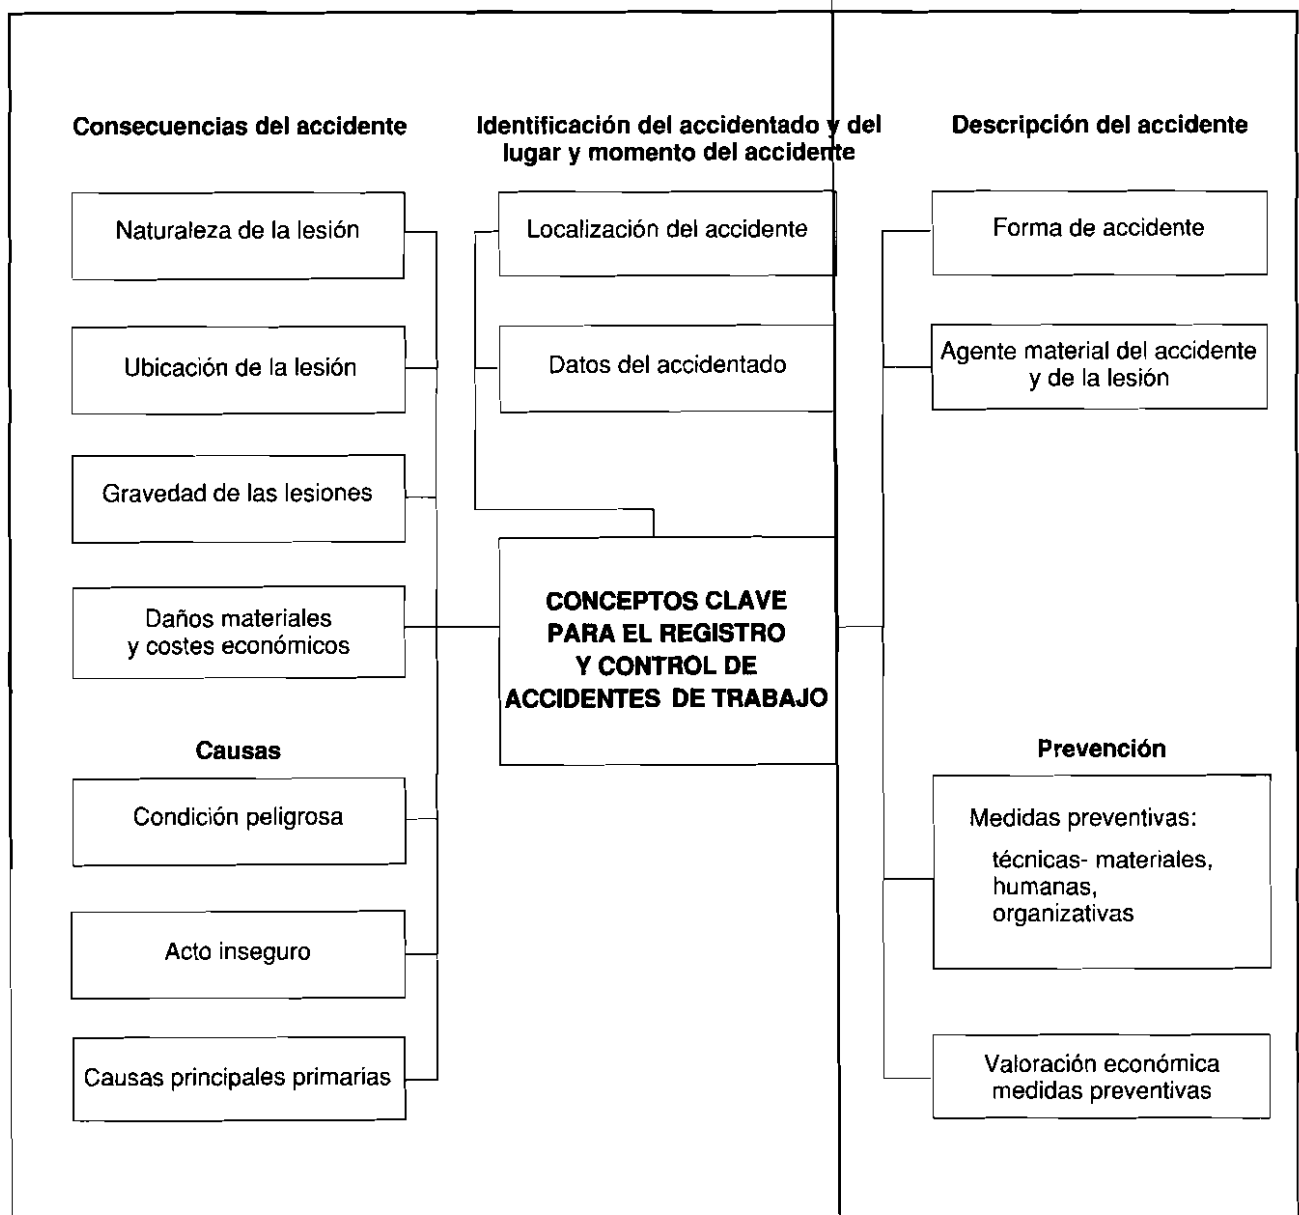 Consecuencias del accidente
Naturaleza de la lesión
Ubicación de la lesión
Gravedad de las lesiones
Daños materiales
y costes económicos
Causas
Condición peligrosa
Acto inseguro
Causas principales primarias
Identificación del accidentado y del
lugar y momento del accidente
Localización del accidente
Datos del accidentado
CONCEPTOS CLAVE
PARA EL REGISTRO
Y CONTROL DE
ACCIDENTES DE TRABAJO
Descripción del accidente
Forma de accidente
Agente material del accidente
y de la lesión
Prevención
Medidas preventivas:
técnicas- materiales,
humanas,
organizativas
Valoración económica
medidas preventivas